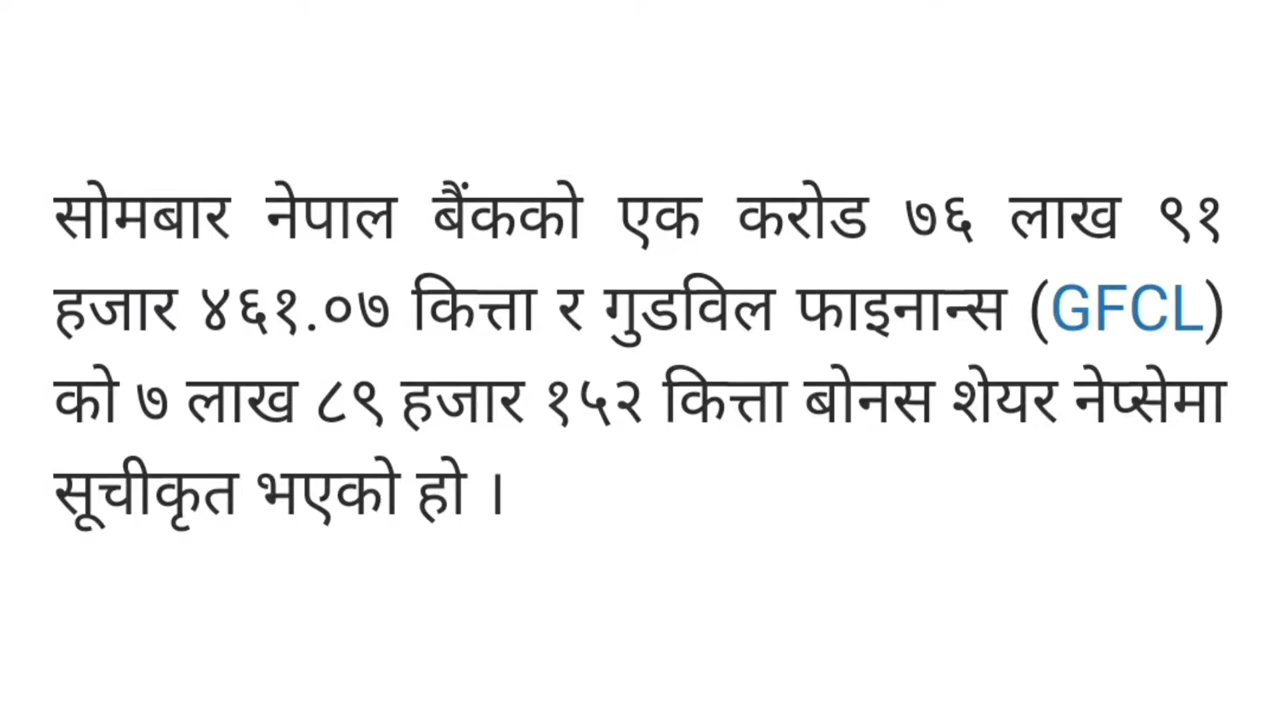 सोमबार नेपाल बैंकको एक करोड ७६ लाख ९१
हजार ४६१.०७ कित्ता र गुडविल फाइनान्स (GFCL)
को ७ लाख ८९ हजार १५२ कित्ता बोनस शेयर नेप्सेमा
सूचीकृत भएको हो ।